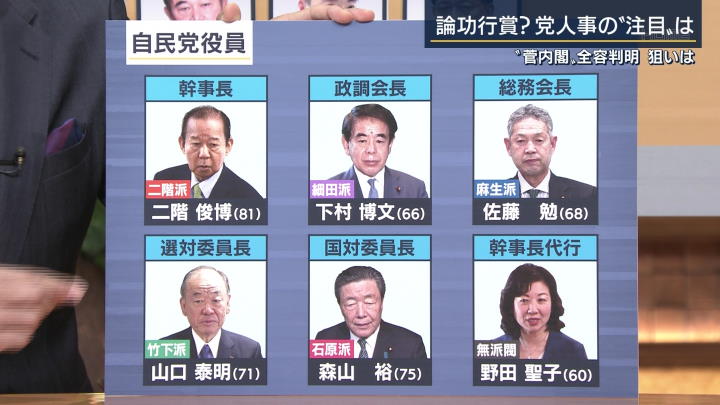 論功行賞?党人事の〝注目〟は
〝菅内閣〟全容判明 狙いは
自民党役員
幹事長
二階派
二階 俊博(81)
政調会長
細田派
下村 博文(66)
総務会長
麻生派
佐藤 勉(68)
選対委員長
竹下派
山口 泰明(71)
国対委員長
石原派
森山 裕(75)
幹事長代行
無派閥
野田 聖子(60)